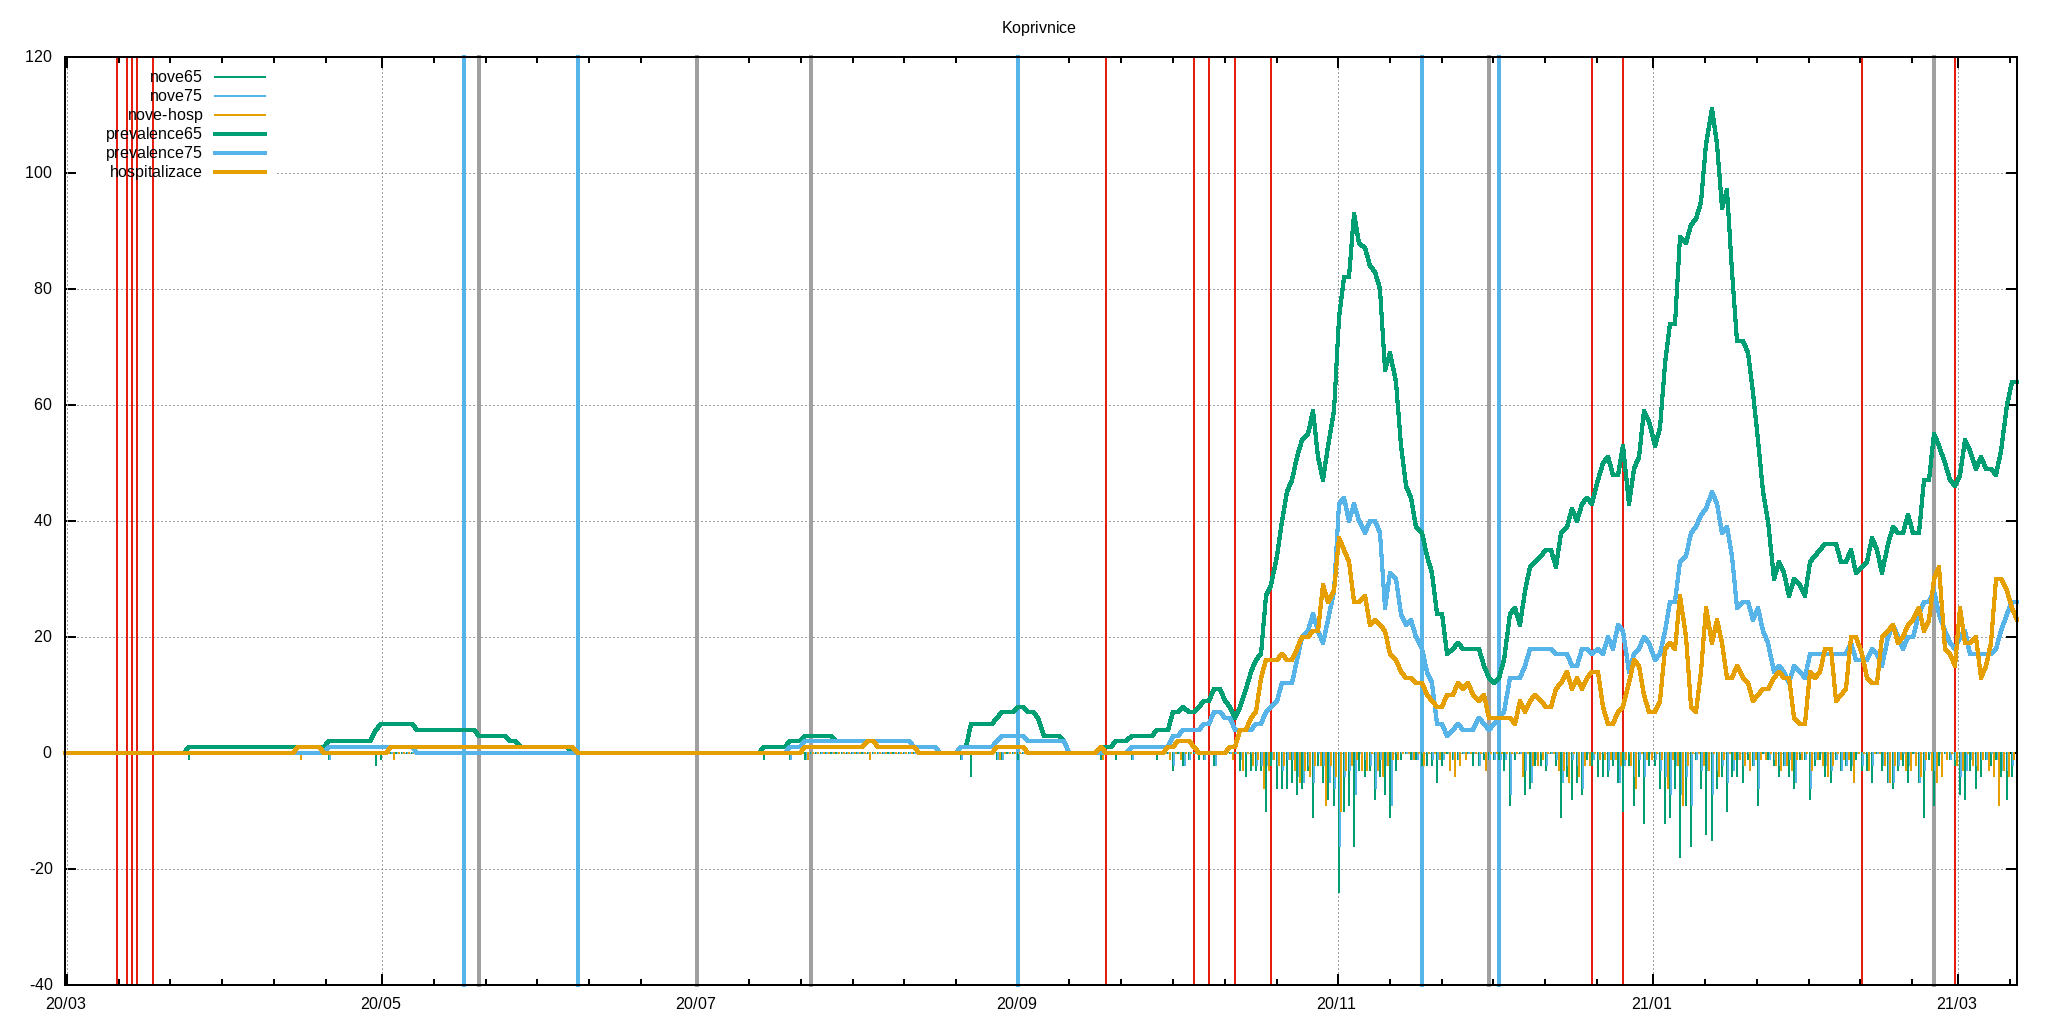 Koprivnice
120
100
80
60
40
20
0
-20
-40
nove65
nove75
nove-hosp
prevalence65
prevalence75
hospitalizace
20/03 20/05 20/07 20/09 20/11 21/01 21/03